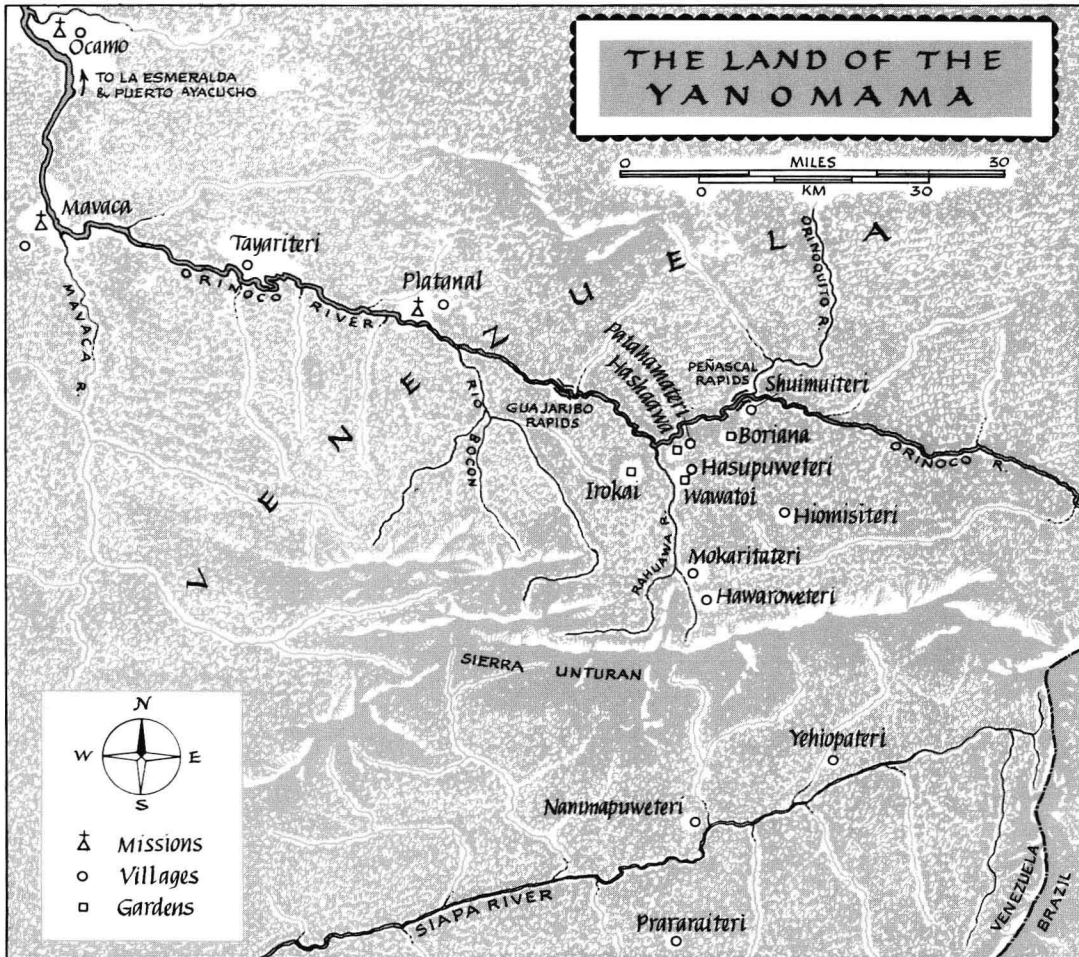 THE LAND OF THE
YANOMAMA
0 MILES 30
0 KM 30
Ocamo
TO LA ESMERALDA
& PUERTO AYACUCHO
Mavaca
Tayariteri
Platanal
ORINOCO RIVER
MAVACA R.
RIO BOCON
GUAJARIBO
RAPIDS
VENEZUELA
ORINOQUITO R.
Patahamateri
Hashaawa
PEÑASCAL
RAPIDS
Shuimuiteri
Boriana
ORINOCO R.
Hasupuweteri
Wawatoi
Irokai
Hiomisiteri
RAHUAWA R.
Mokaritateri
Hawaroweteri
SIERRA UNTURAN
Yehiopateri
Nanimapuweteri
SIAPA RIVER
Prararaiteri
VENEZUELA
BRAZIL
N
W E
S
Missions
Villages
Gardens